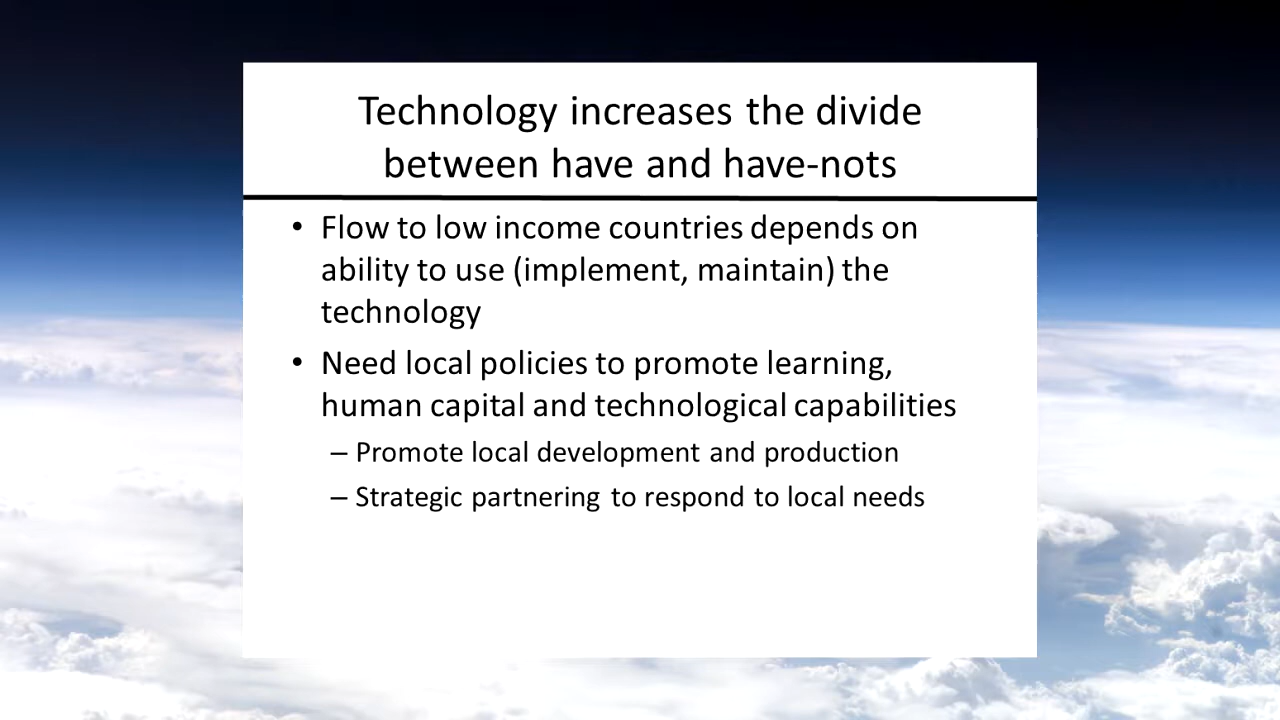 Technology increases the divide
between have and have-nots
• Flow to low income countries depends on
ability to use (implement, maintain) the
technology
• Need local policies to promote learning,
human capital and technological capabilities
– Promote local development and production
– Strategic partnering to respond to local needs